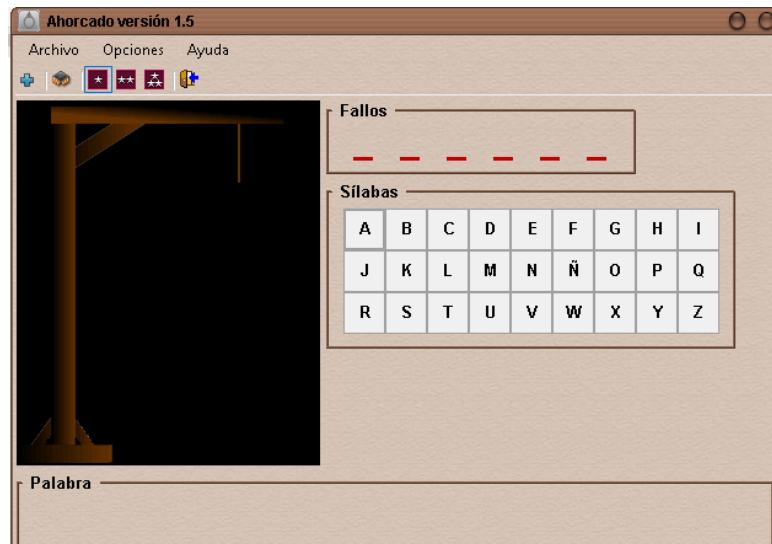 Ahorcado versión 1.5
Archivo Opciones Ayuda
Fallos
Sílabas
A B C D E F G H I
J K L M N Ñ O P Q
R S T U V W X Y Z
Palabra